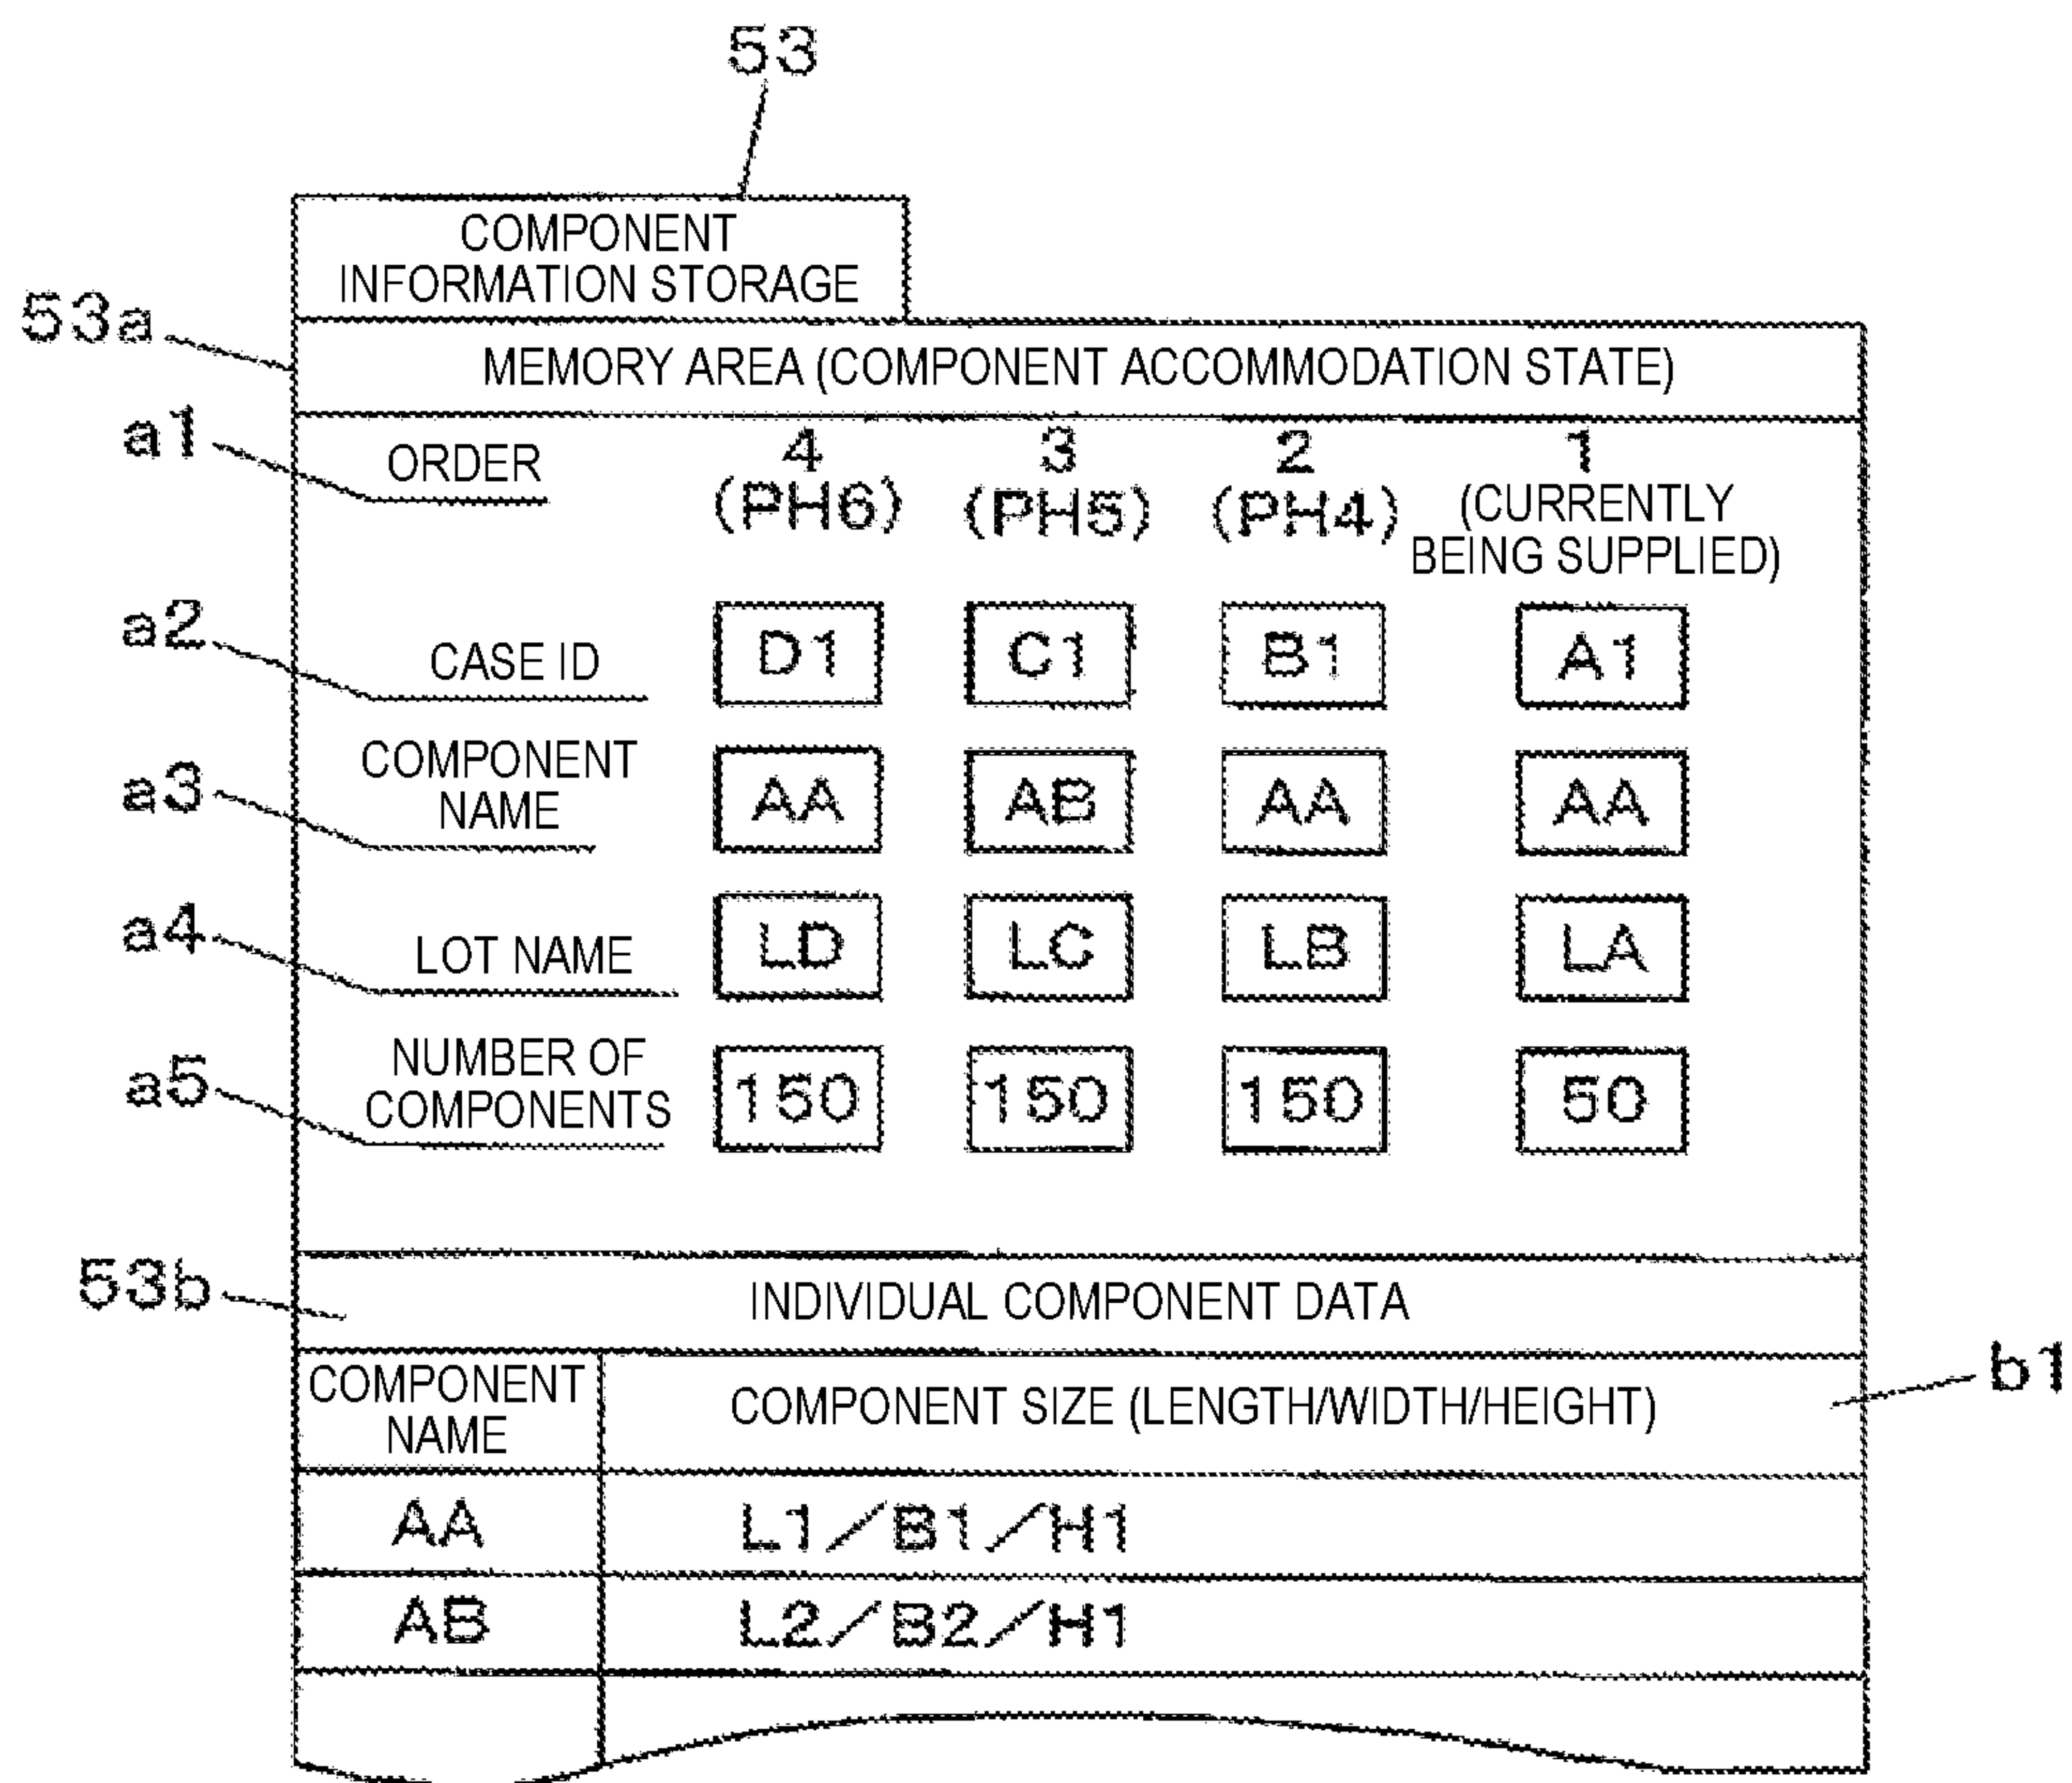 53
COMPONENT
INFORMATION STORAGE
53a
MEMORY AREA (COMPONENT ACCOMMODATION STATE)
a1
ORDER
4 3 2 1
(PH6) (PH5) (PH4) (CURRENTLY
BEING SUPPLIED)
a2
CASE ID D1 C1 B1 A1
a3
COMPONENT
NAME AA AB AA AA
a4
LOT NAME LD LC LB LA
a5
NUMBER OF
COMPONENTS 150 150 150 50
53b
INDIVIDUAL COMPONENT DATA
b1
COMPONENT
NAME
COMPONENT SIZE (LENGTH/WIDTH/HEIGHT)
AA L1/B1/H1
AB L2/B2/H1